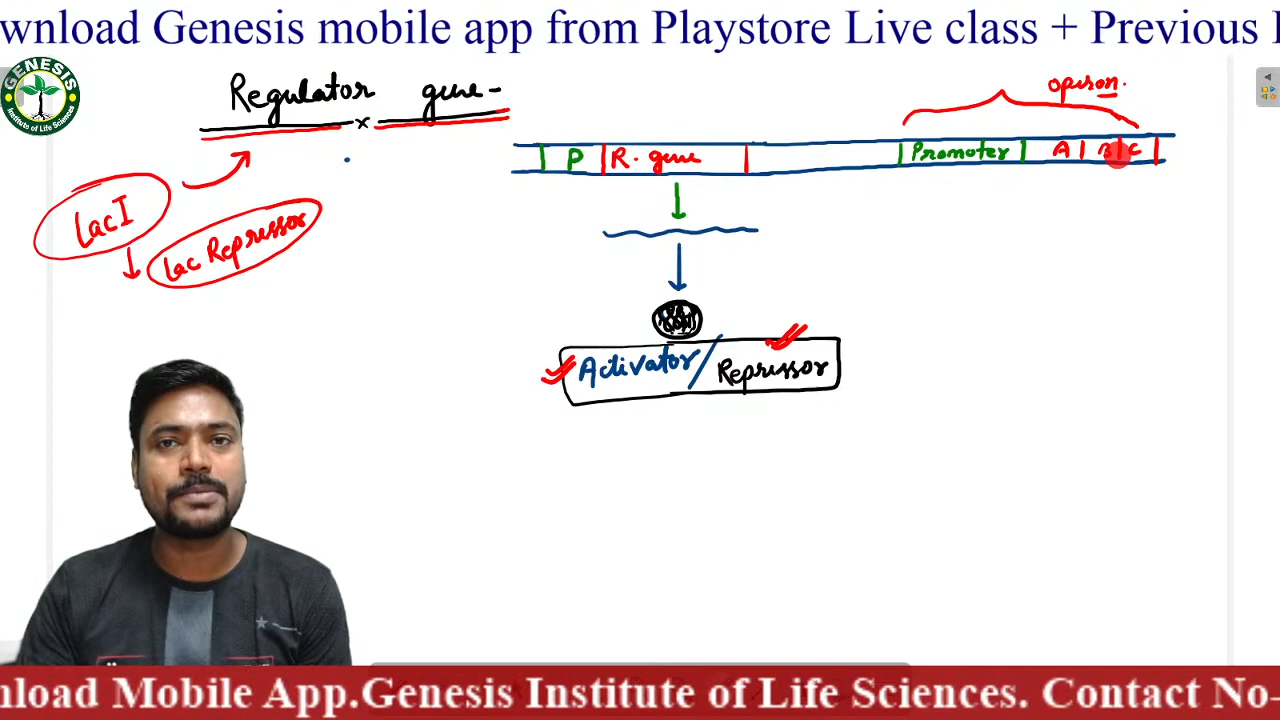 wnload Genesis mobile app from Playstore Live class + Previous
GENESIS
Institute of Life Sciences
Regulator gene-
operon.
P R. gene Promoter A B C
LacI
Lac Repressor
Activator/Repressor
nload Mobile App.Genesis Institute of Life Sciences. Contact No-